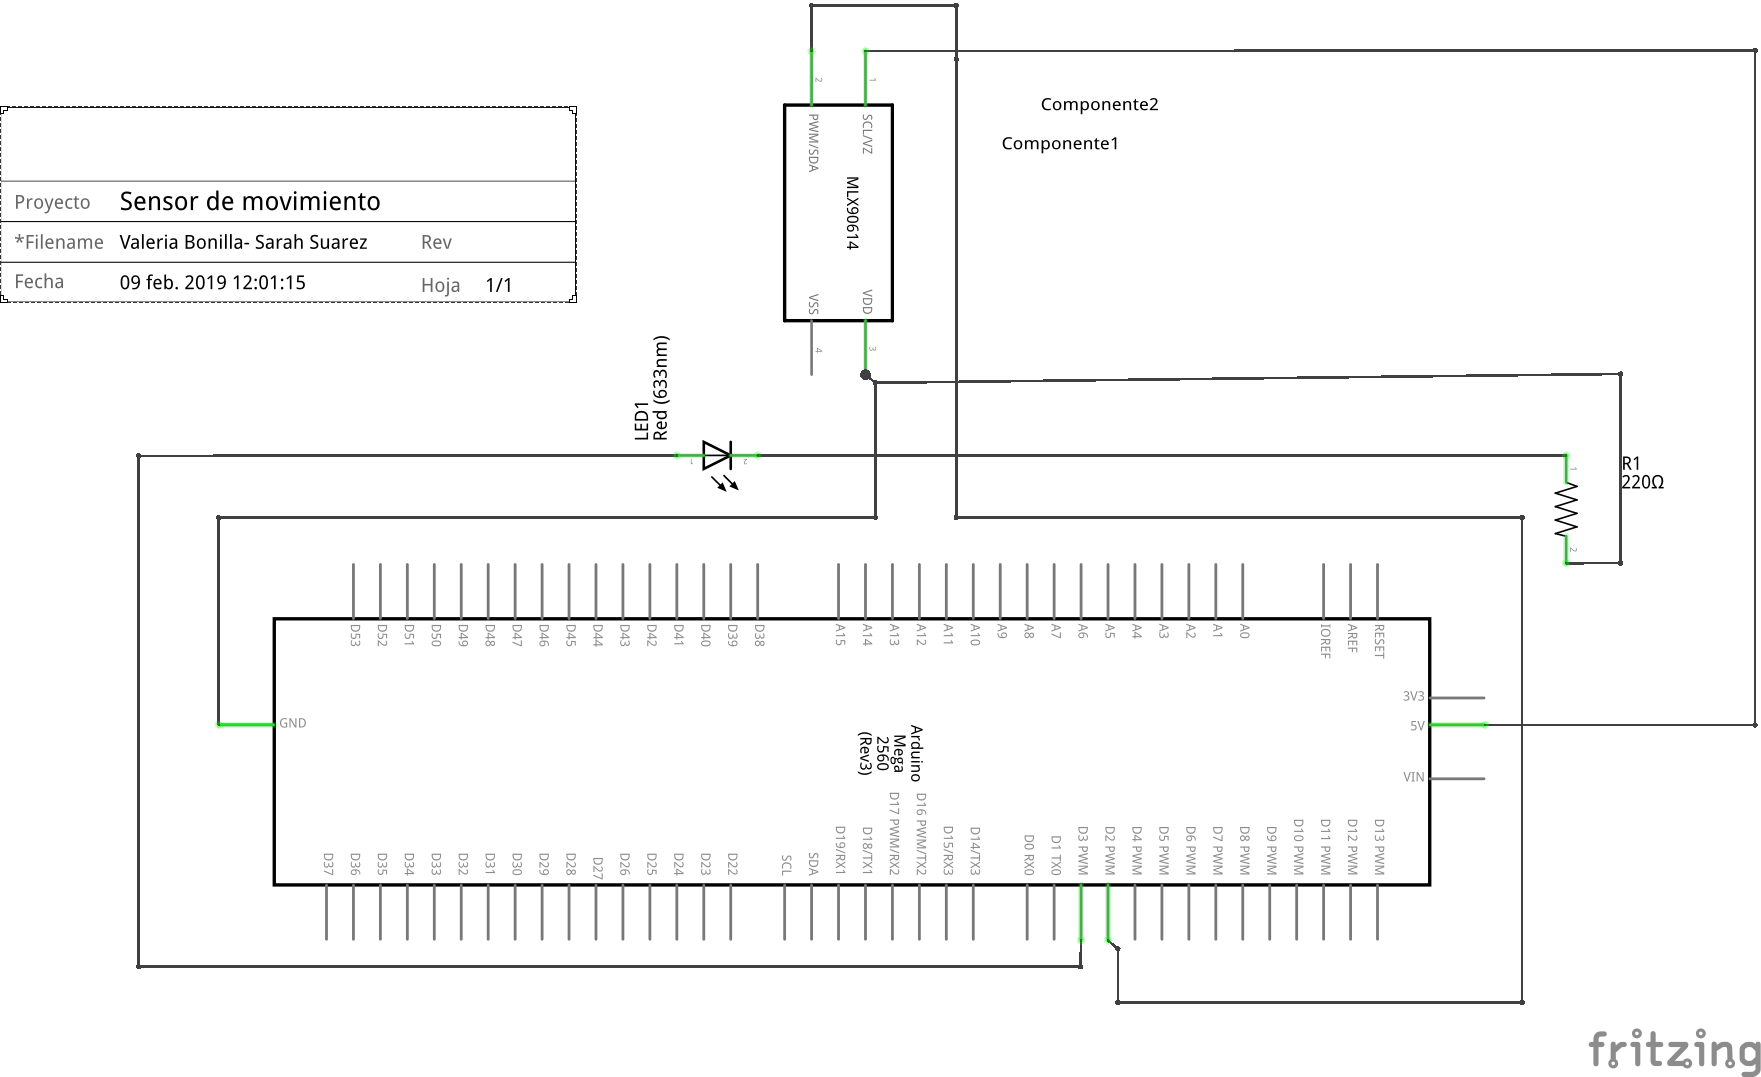 2
1
PWM/SDA
SCL/VZ
Componente2
Componente1
MLX90614
Proyecto Sensor de movimiento
*Filename Valeria Bonilla- Sarah Suarez Rev
Fecha 09 feb. 2019 12:01:15 Hoja 1/1
VSS
VDD
4
3
LED1
Red (633nm)
1
2
R1
220Ω
1
2
D53
D52
D51
D50
D49
D48
D47
D46
D45
D44
D43
D42
D41
D40
D39
D38
A15
A14
A13
A12
A11
A10
A9
A8
A7
A6
A5
A4
A3
A2
A1
A0
IOREF
AREF
RESET
3V3
GND
5V
VIN
Arduino
Mega
2560
(Rev3)
D37
D36
D35
D34
D33
D32
D31
D30
D29
D28
D27
D26
D25
D24
D23
D22
SCL
SDA
D19/RX1
D18/TX1
D17 PWM/RX2
D16 PWM/TX2
D15/RX3
D14/TX3
D0 RX0
D1 TX0
D3 PWM
D2 PWM
D4 PWM
D5 PWM
D6 PWM
D7 PWM
D8 PWM
D9 PWM
D10 PWM
D11 PWM
D12 PWM
D13 PWM
fritzing